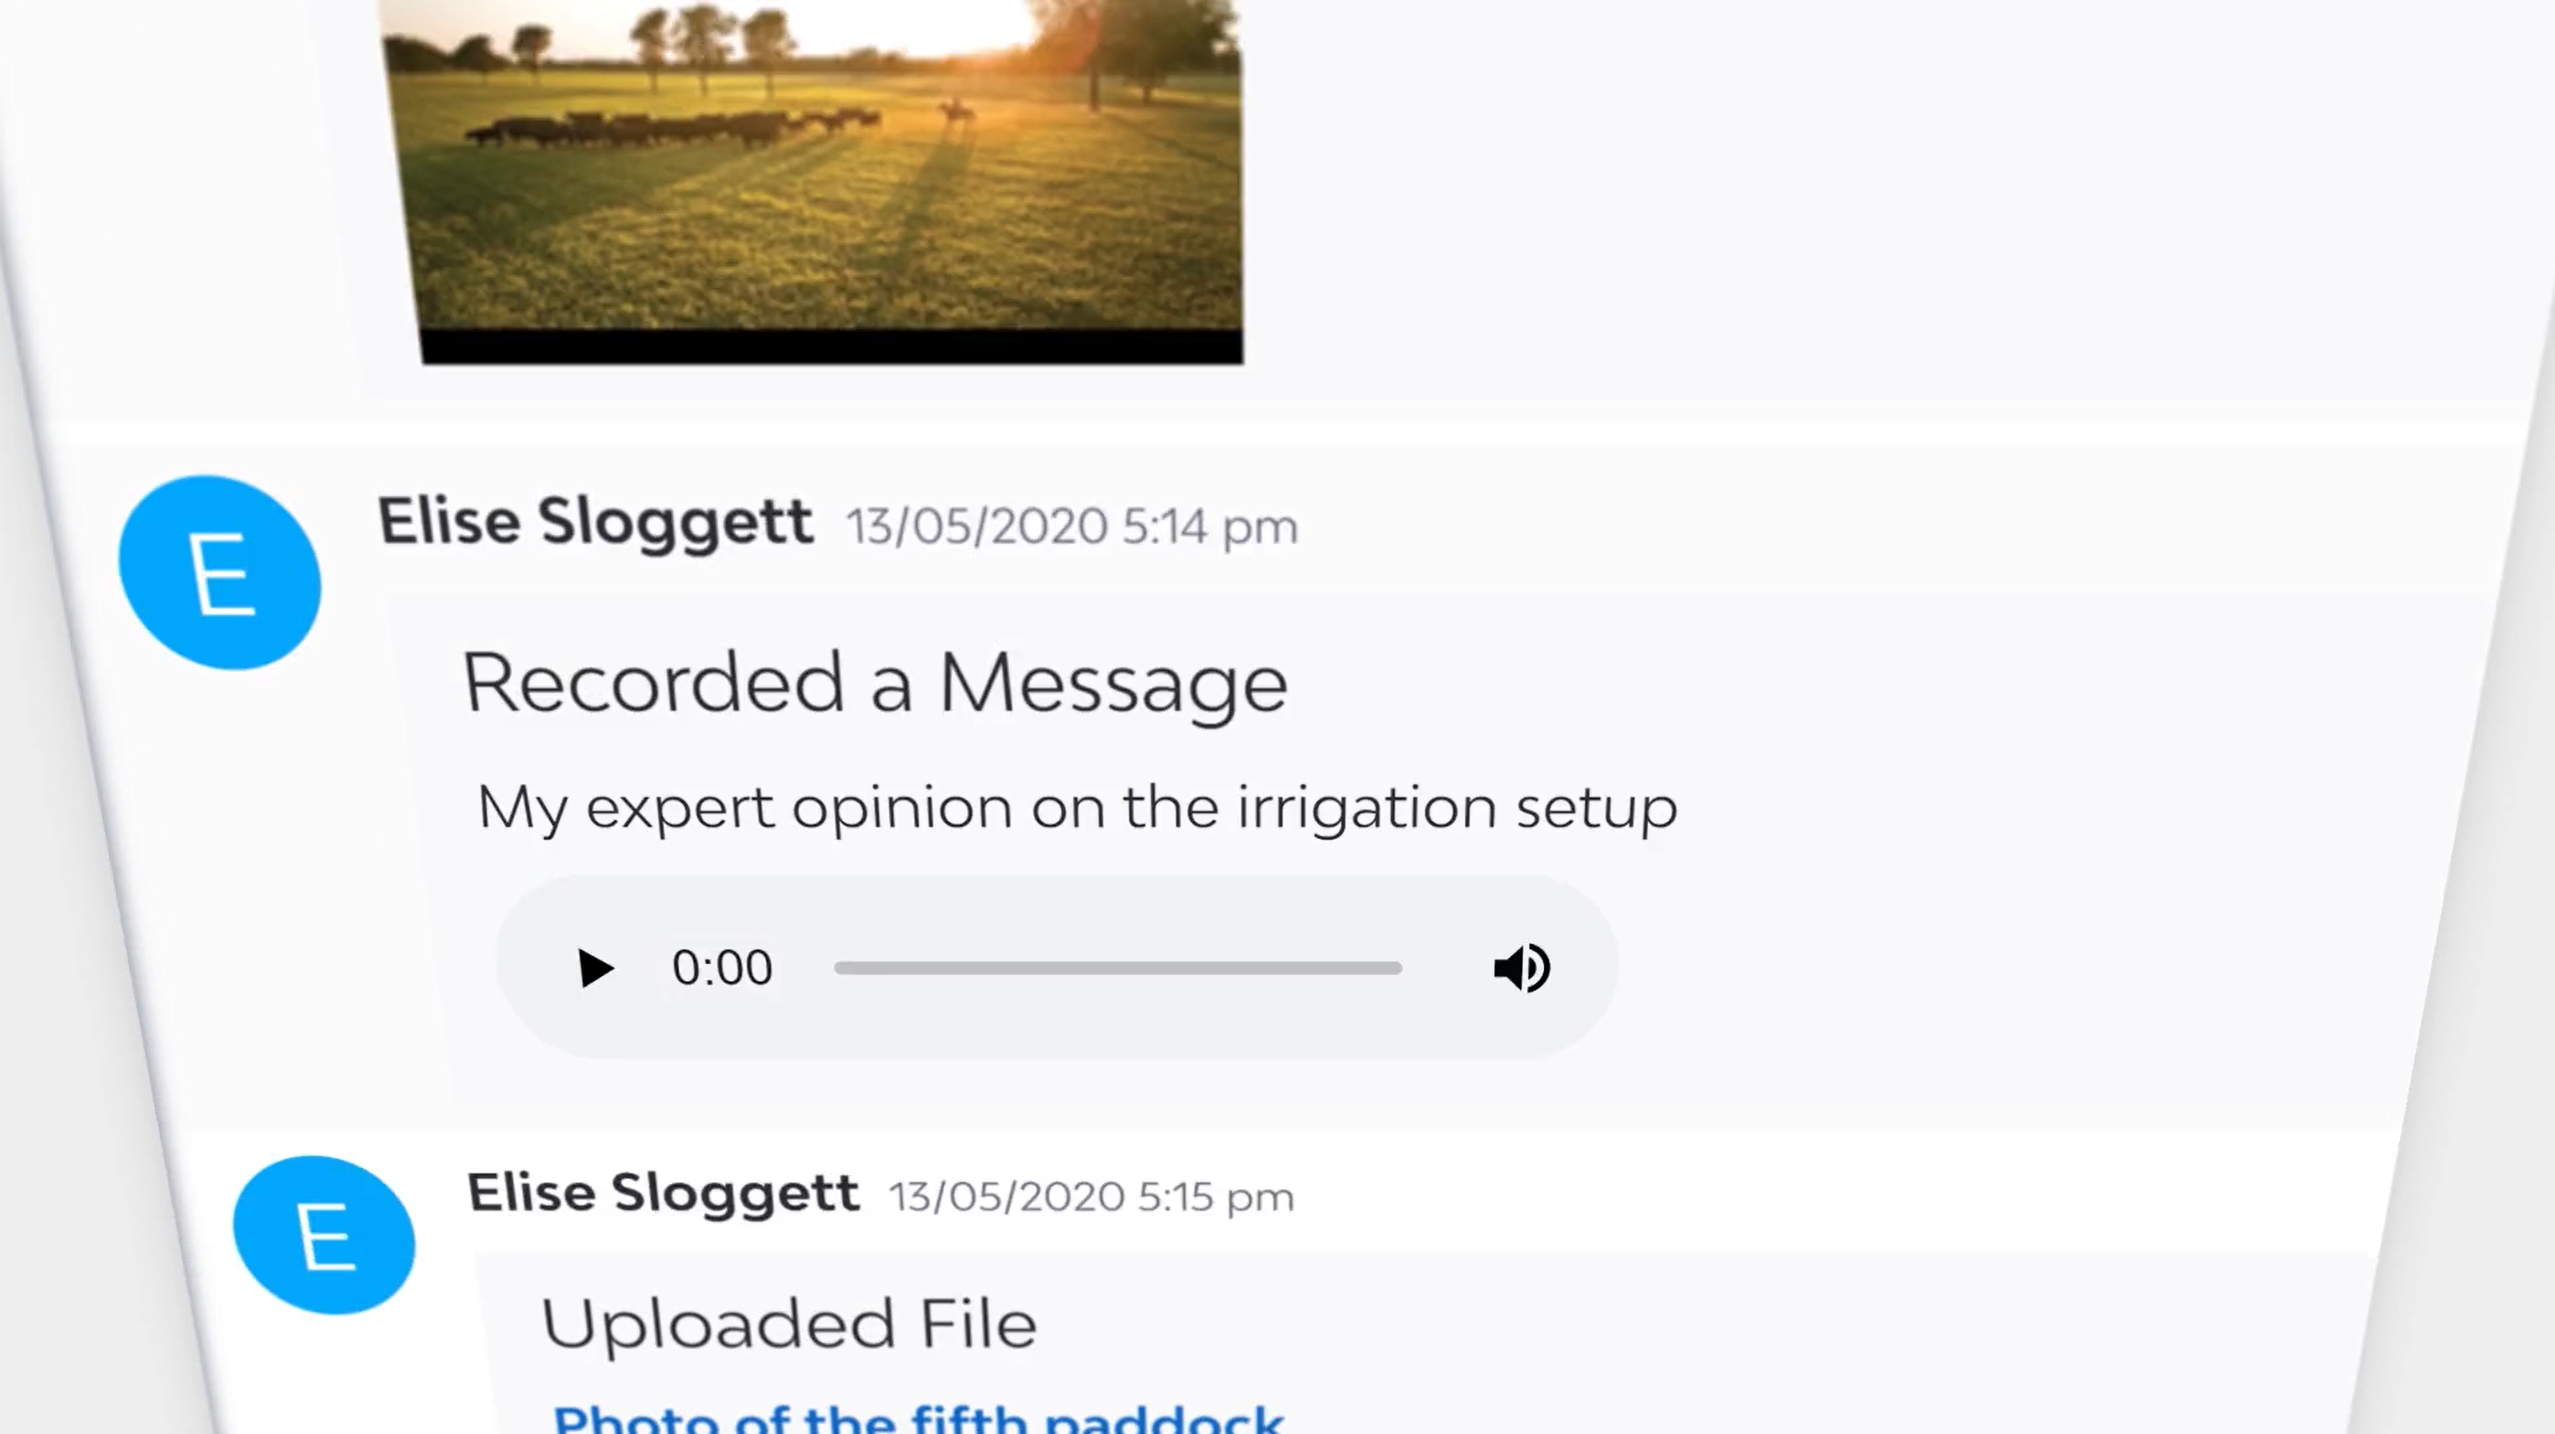 E
Elise Sloggett 13/05/2020 5:14 pm
Recorded a Message
My expert opinion on the irrigation setup
0:00
E
Elise Sloggett 13/05/2020 5:15 pm
Uploaded File
Photo of the fifth paddock